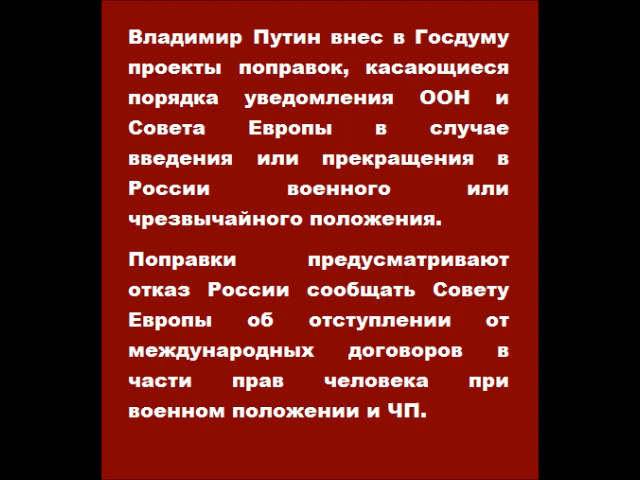 Владимир Путин внес в Госдуму
проекты поправок, касающиеся
порядка уведомления ООН и
Совета Европы в случае
введения или прекращения в
России военного или
чрезвычайного положения.
Поправки предусматривают
отказ России сообщать Совету
Европы об отступлении от
международных договоров в
части прав человека при
военном положении и ЧП.